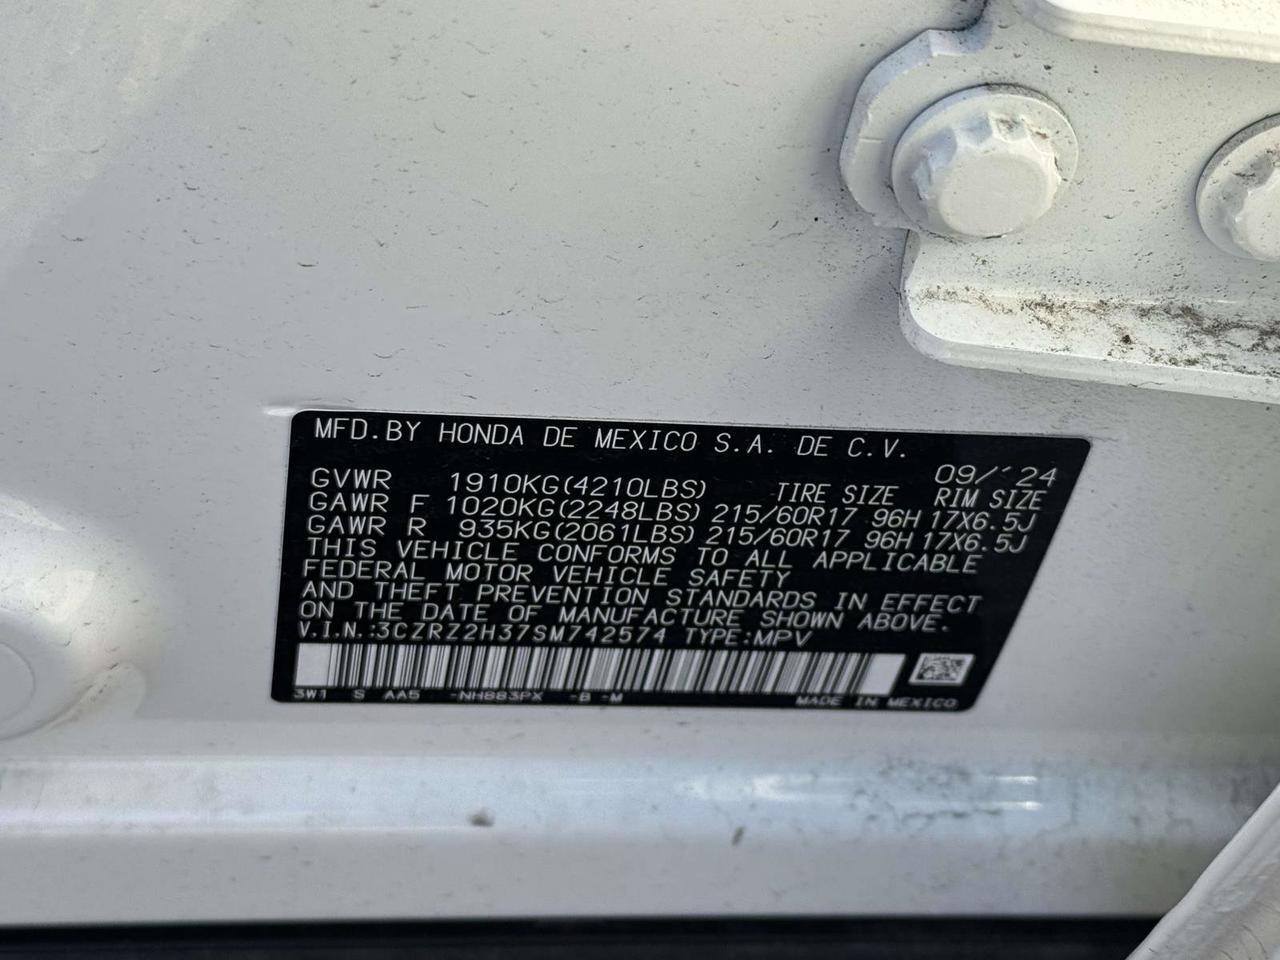 MFD.BY HONDA DE MEXICO S.A. DE C.V.
09/´24
GVWR 1910KG(4210LBS) TIRE SIZE RIM SIZE
GAWR F 1020KG(2248LBS) 215/60R17 96H 17X6.5J
GAWR R 935KG(2061LBS) 215/60R17 96H 17X6.5J
THIS VEHICLE CONFORMS TO ALL APPLICABLE
FEDERAL MOTOR VEHICLE SAFETY
AND THEFT PREVENTION STANDARDS IN EFFECT
ON THE DATE OF MANUFACTURE SHOWN ABOVE.
V.I.N.:3CZRZ2H37SM742574 TYPE:MPV
3W1 S AA5 -NH883PX -B -M MADE IN MEXICO